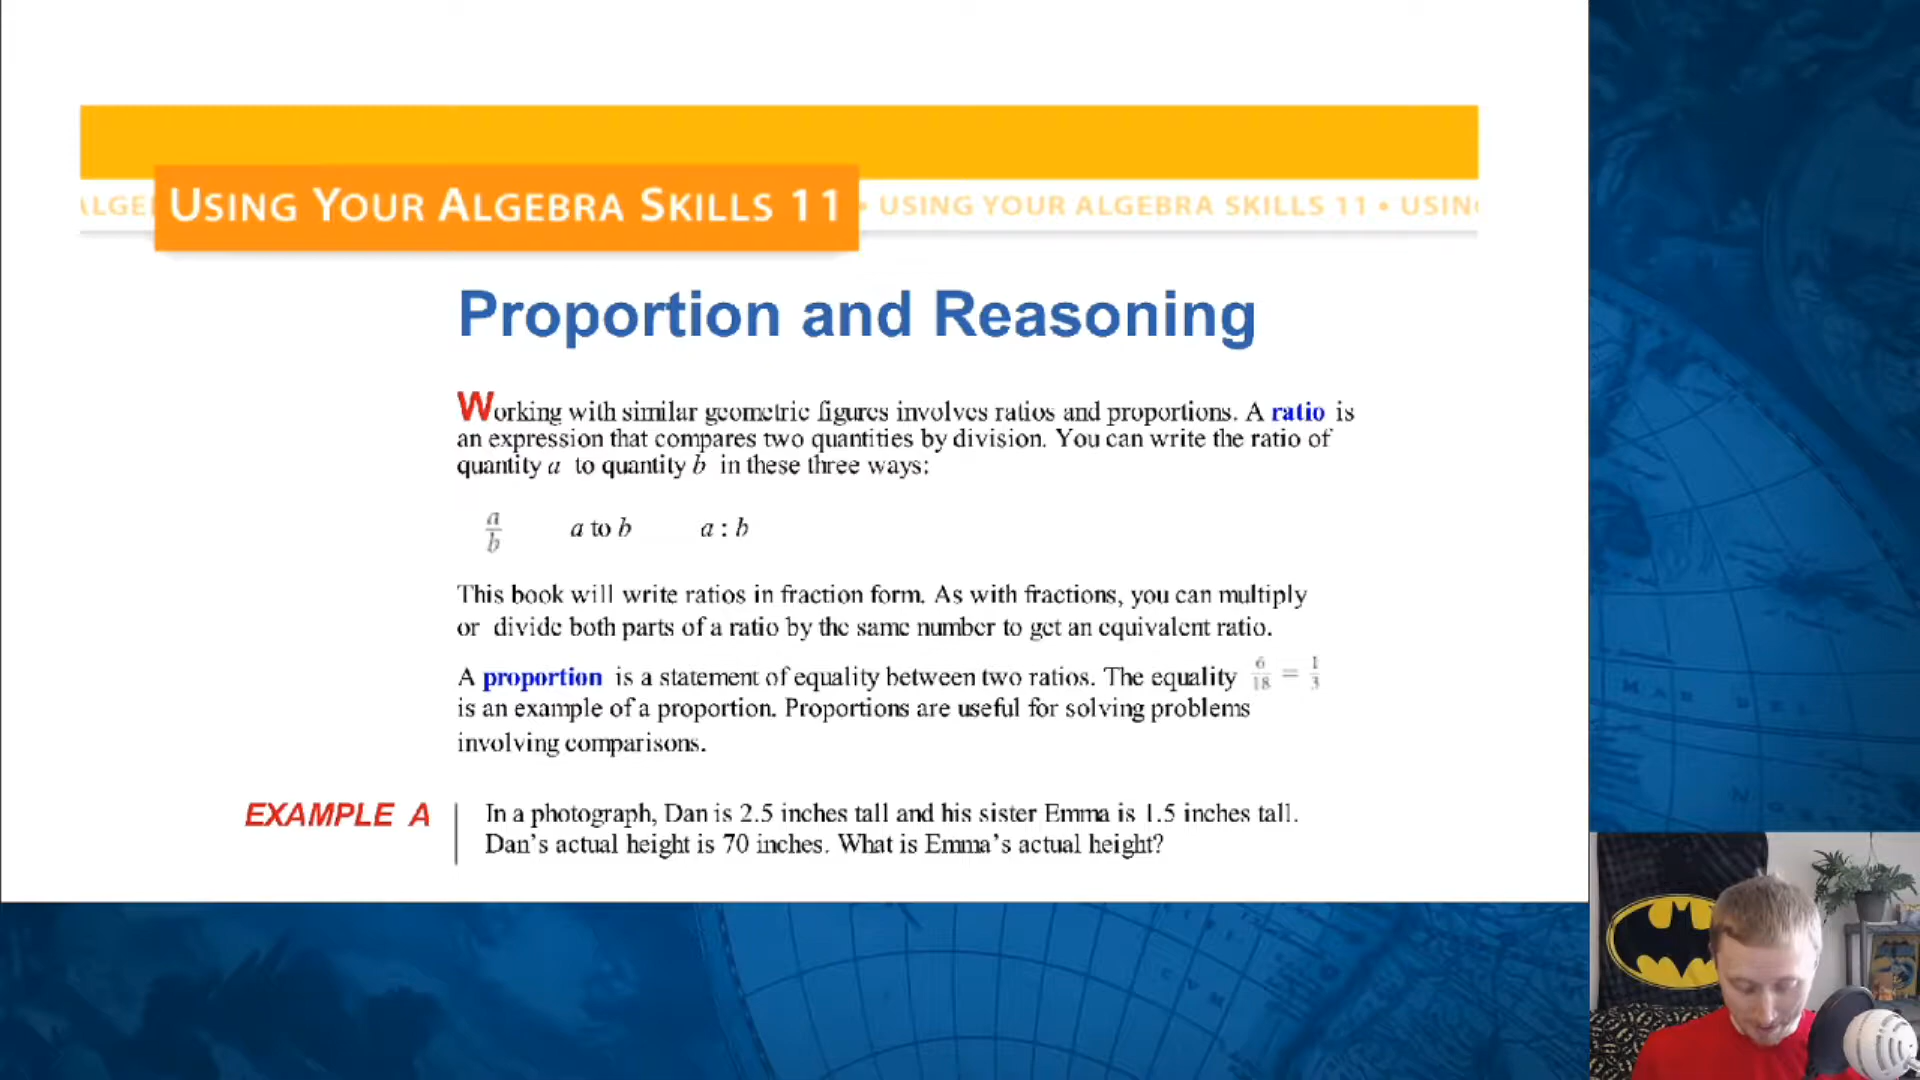 ALGE USING YOUR ALGEBRA SKILLS 11 • USING YOUR ALGEBRA SKILLS 11 • USING
Proportion and Reasoning
Working with similar geometric figures involves ratios and proportions. A ratio is
an expression that compares two quantities by division. You can write the ratio of
quantity a to quantity b in these three ways:
a/b a to b a : b
This book will write ratios in fraction form. As with fractions, you can multiply
or divide both parts of a ratio by the same number to get an equivalent ratio.
A proportion is a statement of equality between two ratios. The equality 6/18 = 1/3
is an example of a proportion. Proportions are useful for solving problems
involving comparisons.
EXAMPLE A In a photograph, Dan is 2.5 inches tall and his sister Emma is 1.5 inches tall.
Dan's actual height is 70 inches. What is Emma's actual height?